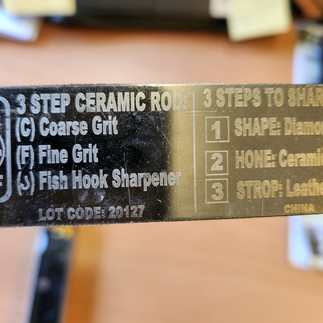 3 STEP CERAMIC ROD
(C) Coarse Grit
(F) Fine Grit
(J) Fish Hook Sharpener
LOT CODE: 20127
3 STEPS TO SHAR
1 SHAPE: Diamo
2 HONE: Cerami
3 STROP: Leathe
CHINA